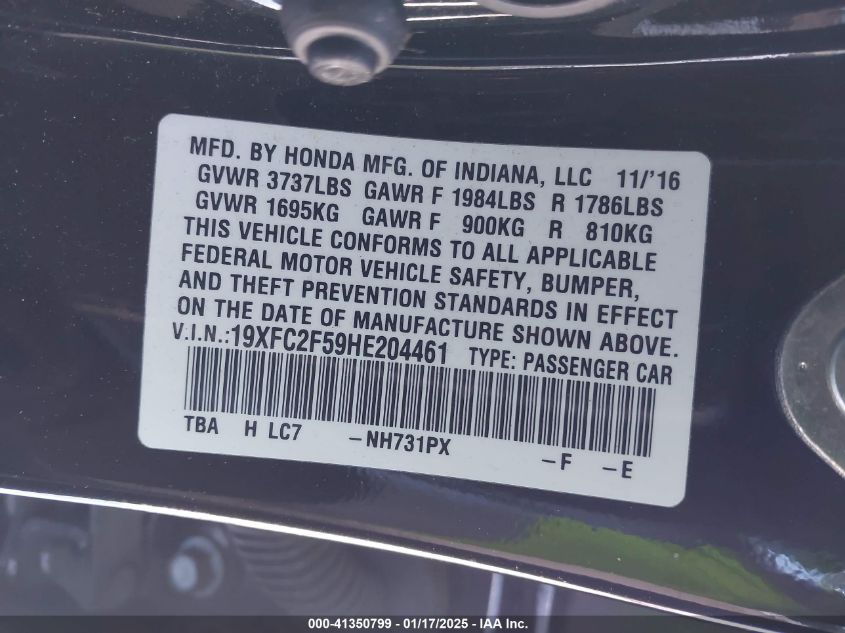 MFD. BY HONDA MFG. OF INDIANA, LLC 11/'16
GVWR 3737LBS GAWR F 1984LBS R 1786LBS
GVWR 1695KG GAWR F 900KG R 810KG
THIS VEHICLE CONFORMS TO ALL APPLICABLE
FEDERAL MOTOR VEHICLE SAFETY, BUMPER,
AND THEFT PREVENTION STANDARDS IN EFFECT
ON THE DATE OF MANUFACTURE SHOWN ABOVE.
V.I.N.:19XFC2F59HE204461 TYPE: PASSENGER CAR
TBA H LC7 -NH731PX -F -E
000-41350799 - 01/17/2025 - IAA Inc.